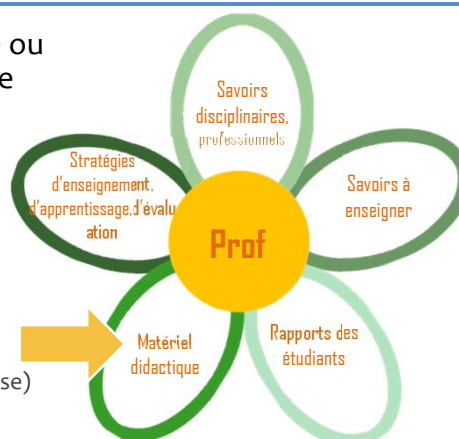 ou
e
Savoirs
disciplinaires,
professionnels
Stratégies
d'enseignement,
d'apprentissage,d'évalu
ation
Savoirs à
enseigner
Prof
Matériel
didactique
Rapports des
étudiants
se)